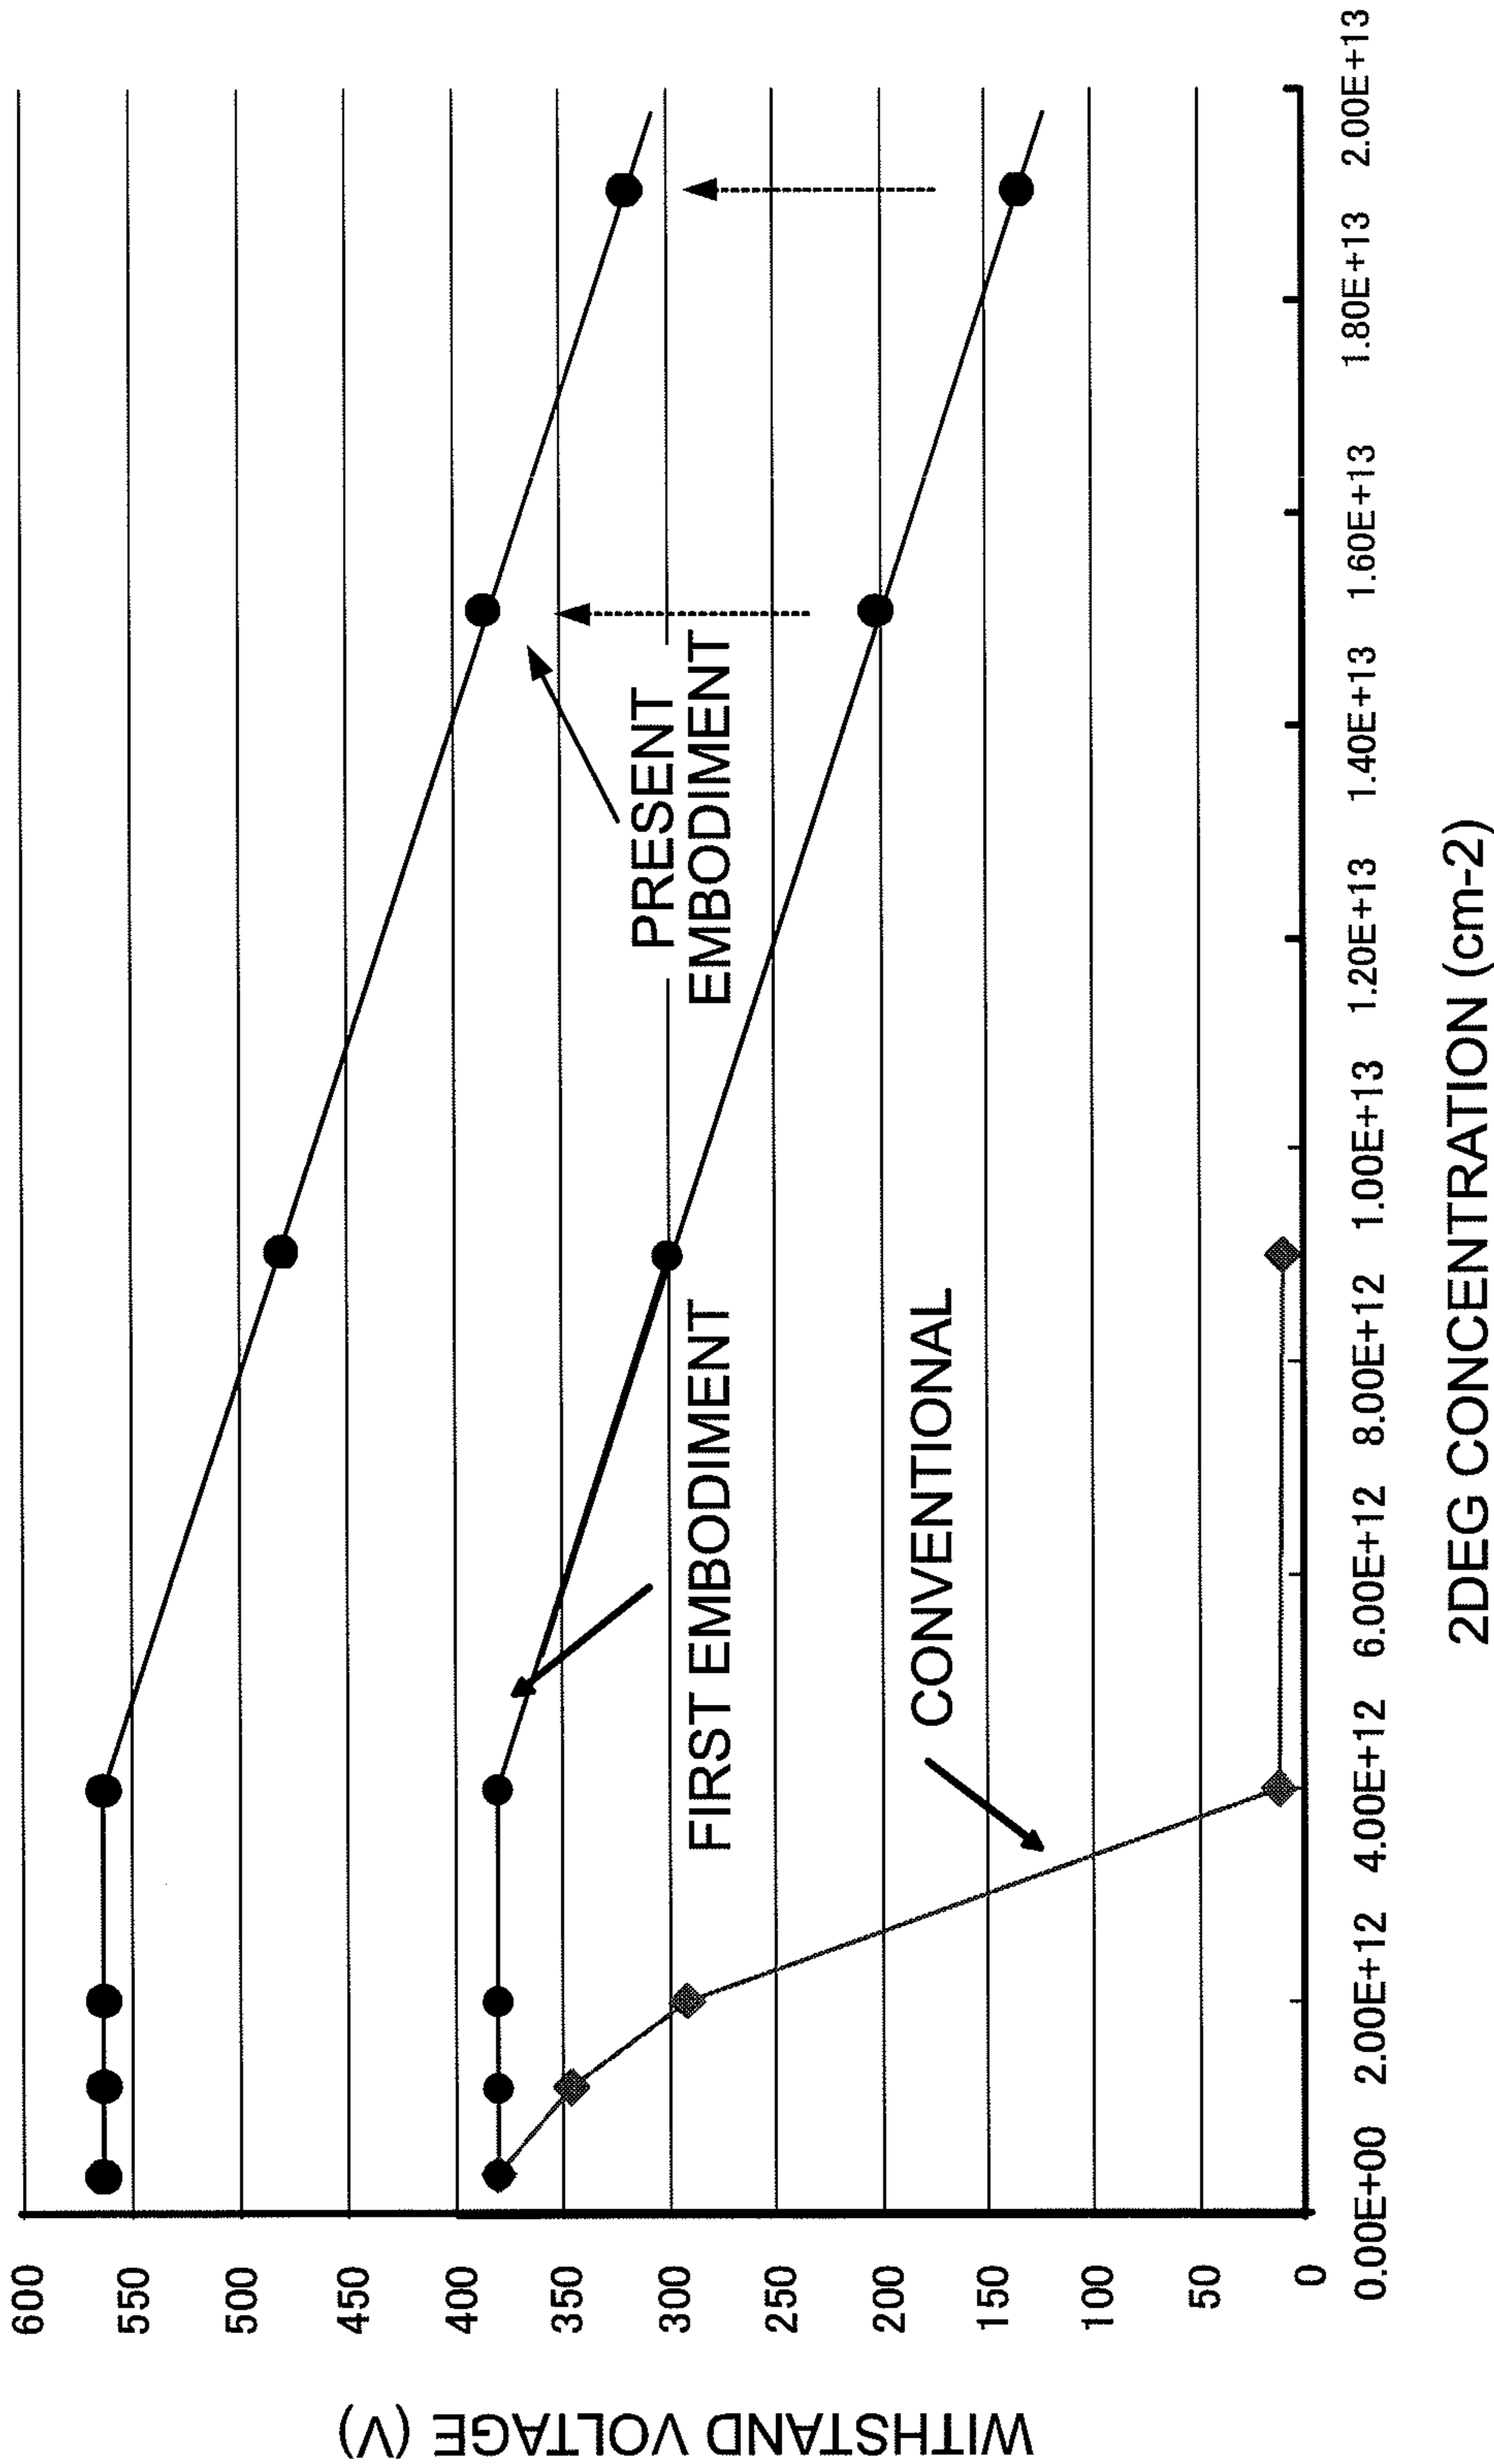 WITHSTAND VOLTAGE (V)
600
550
500
450
400
350
300
250
200
150
100
50
0
PRESENT
EMBODIMENT
FIRST EMBODIMENT
CONVENTIONAL
0.00E+00 2.00E+12 4.00E+12 6.00E+12 8.00E+12 1.00E+13 1.20E+13 1.40E+13 1.60E+13 1.80E+13 2.00E+13
2DEG CONCENTRATION (cm-2)